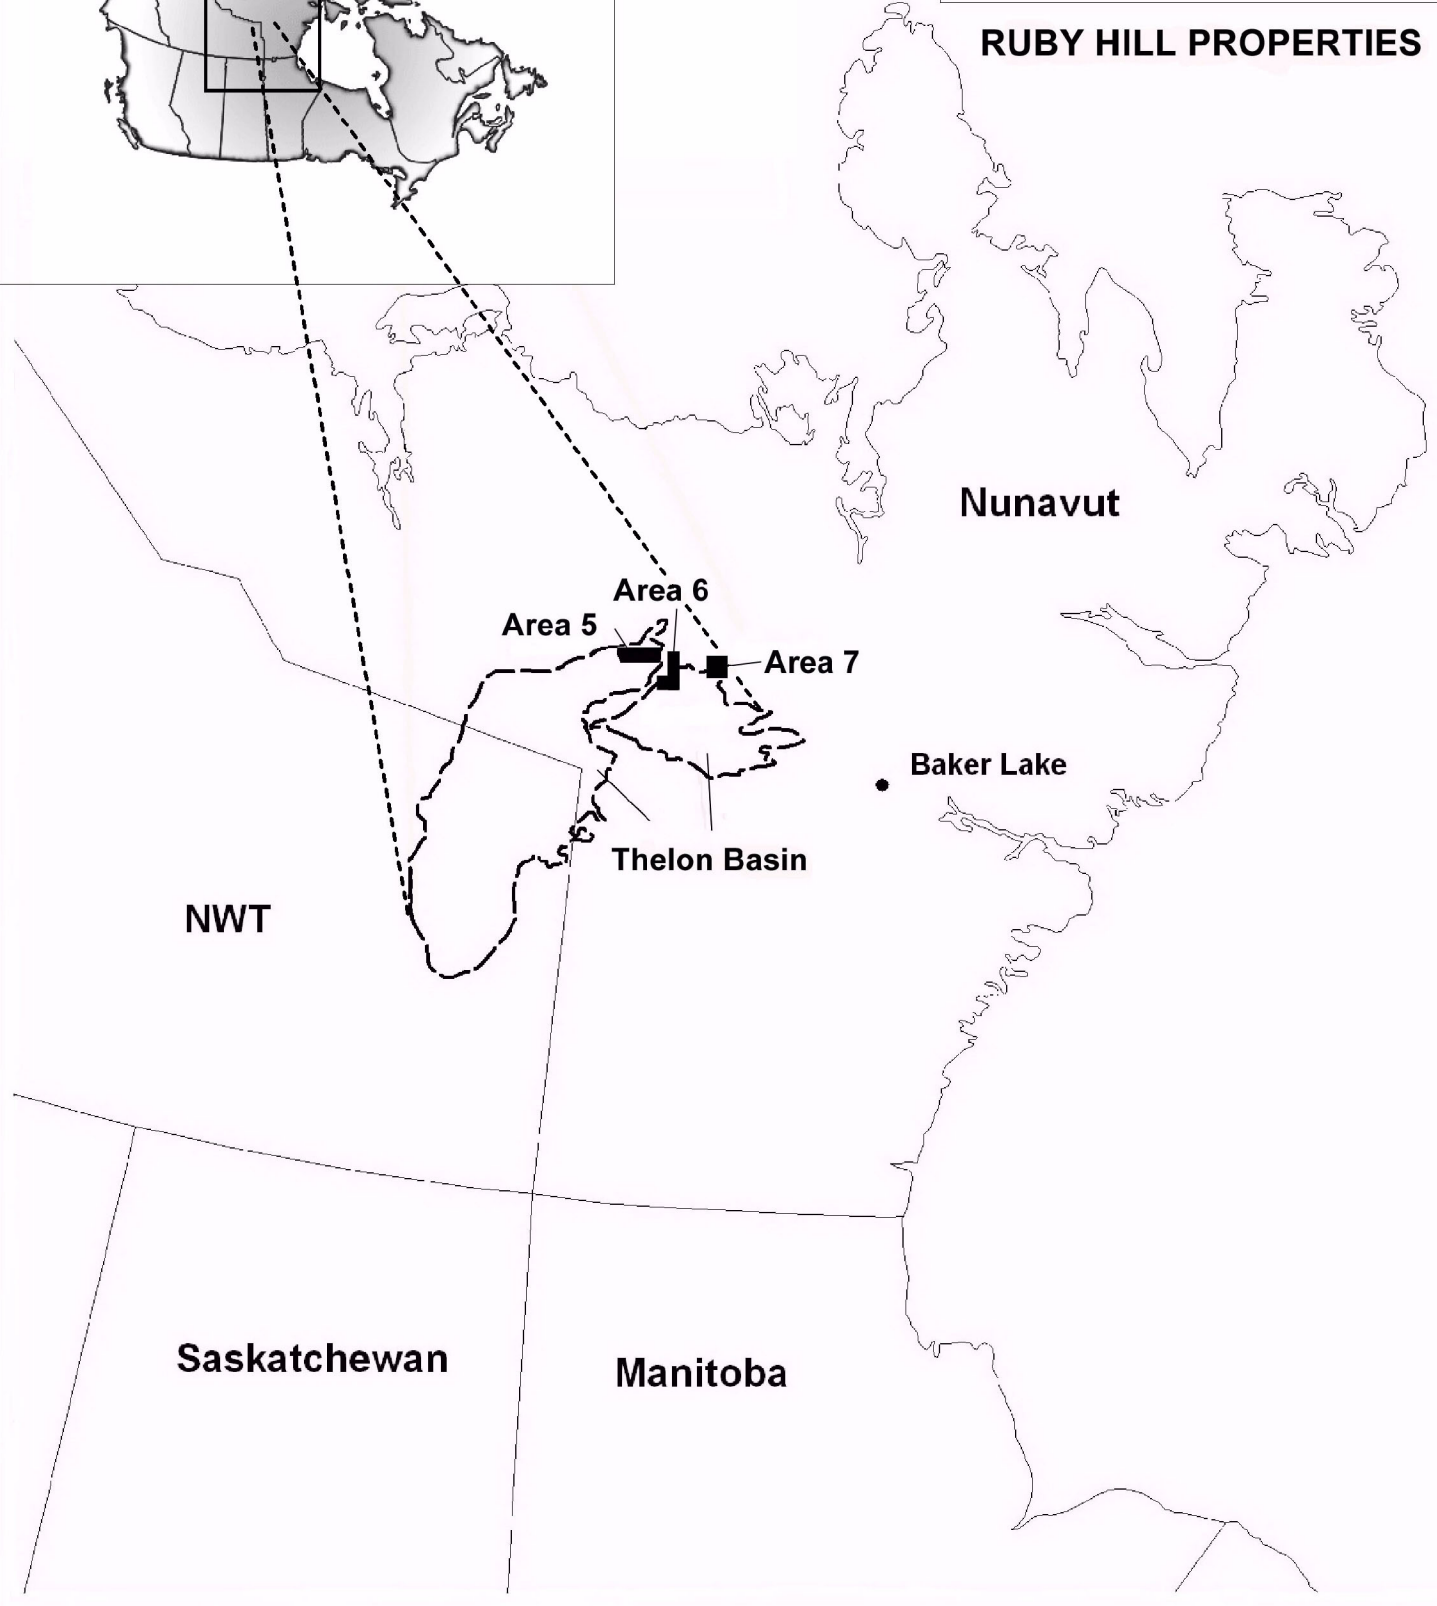 RUBY HILL PROPERTIES
Nunavut
Area 6
Area 5
Area 7
Baker Lake
Thelon Basin
NWT
Saskatchewan
Manitoba